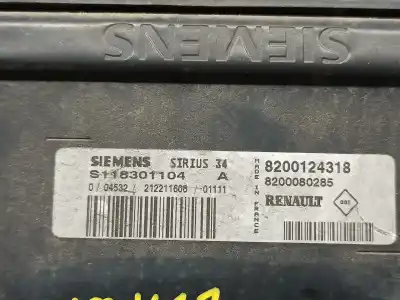 SIEMENS
SIEMENS SIRIUS 34
S118301104 A
0 / 04532 / 212211608 / 01111
MADE IN FRANCE
8200124318
8200080285
RENAULT